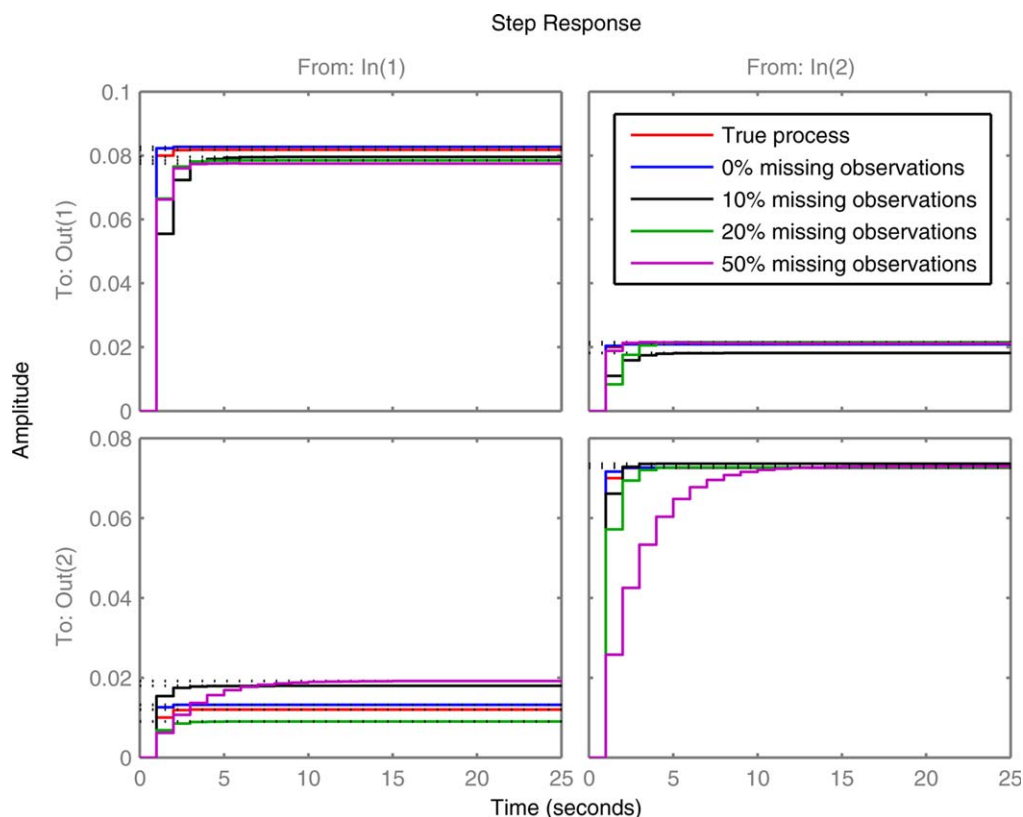 Step Response
From: In(1)
From: In(2)
To: Out(1)
0.1
0.08
0.06
0.04
0.02
0
True process
0% missing observations
10% missing observations
20% missing observations
50% missing observations
Amplitude
To: Out(2)
0.08
0.06
0.04
0.02
0
0 5 10 15 20 25
0 5 10 15 20 25
Time (seconds)